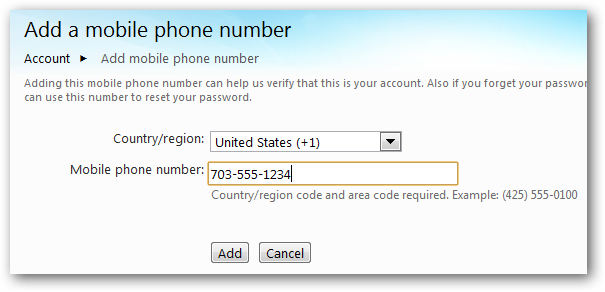 Add a mobile phone number
Account ► Add mobile phone number
Adding this mobile phone number can help us verify that this is your account. Also if you forget your passwor
can use this number to reset your password.
Country/region: United States (+1)
Mobile phone number: 703-555-1234
Country/region code and area code required. Example: (425) 555-0100
Add Cancel